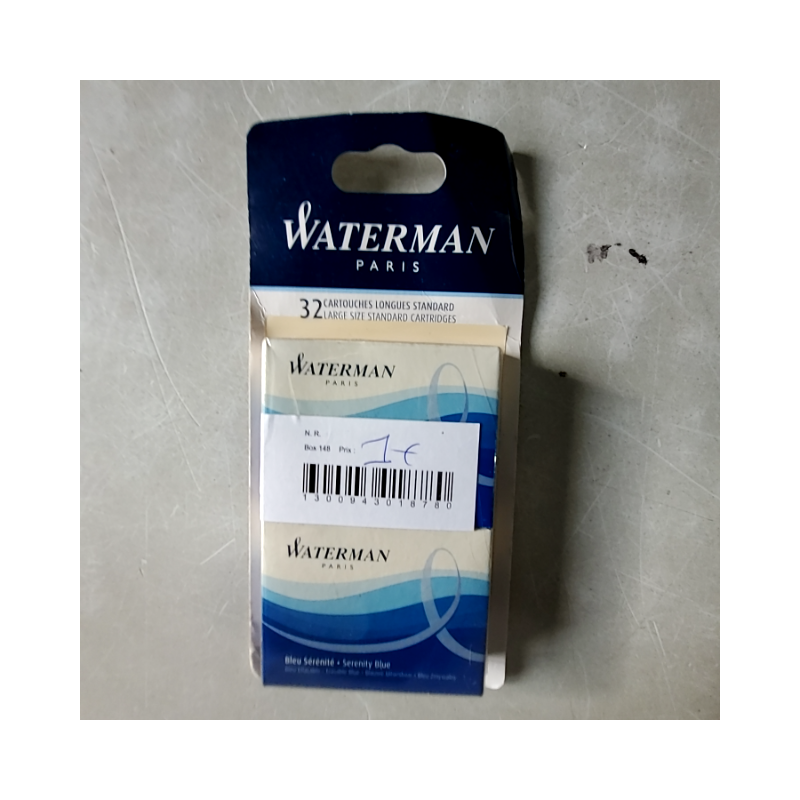 WATERMAN
PARIS
32 CARTOUCHES LONGUES STANDARD
LARGE SIZE STANDARD CARTRIDGES
WATERMAN
PARIS
N. R.
Box 148 Prix : 1€
1300943018780
WATERMAN
PARIS
Bleu Sérénité • Serenity Blue